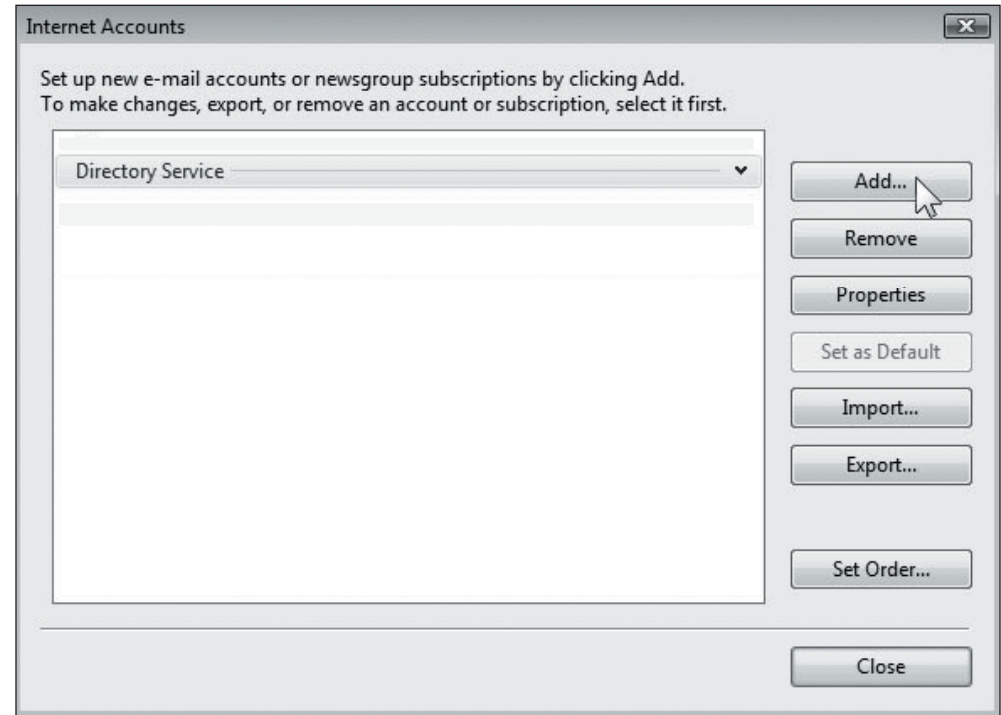 Internet Accounts
Set up new e-mail accounts or newsgroup subscriptions by clicking Add.
To make changes, export, or remove an account or subscription, select it first.
Directory Service
Add...
Remove
Properties
Set as Default
Import...
Export...
Set Order...
Close